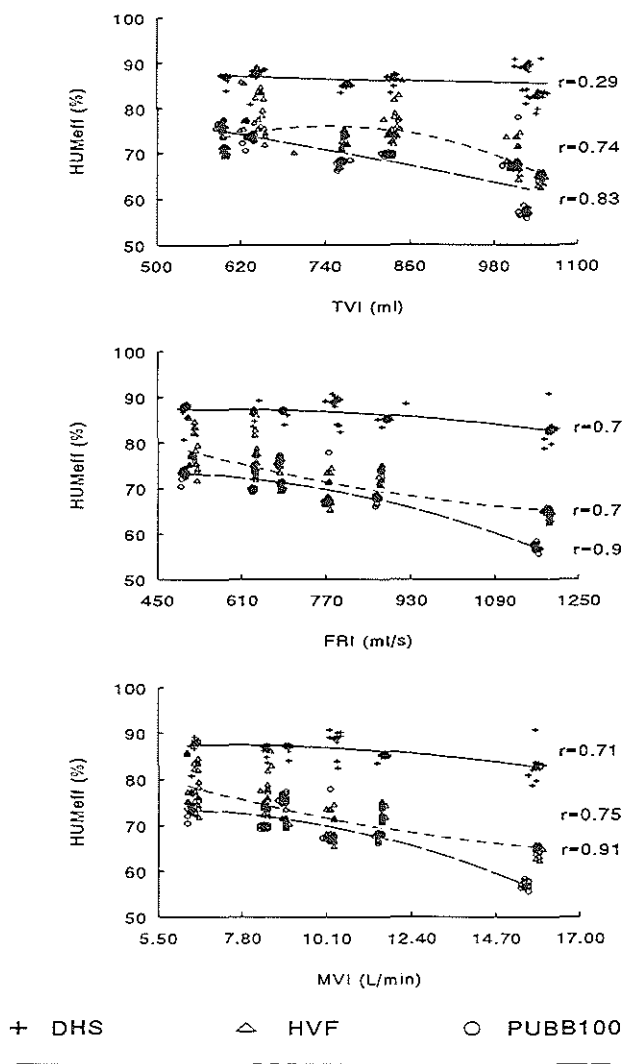 100
90
80
70
60
50
HUMeff (%)
r=0.29
r=0.74
r=0.83
500 620 740 860 980 1100
TVI (ml)
100
90
80
70
60
50
HUMeff (%)
r=0.7
r=0.7
r=0.9
450 610 770 930 1090 1250
FRI (ml/s)
100
90
80
70
60
50
HUMeff (%)
r=0.71
r=0.75
r=0.91
5.50 7.80 10.10 12.40 14.70 17.00
MVI (L/min)
+ DHS △ HVF ○ PUBB100